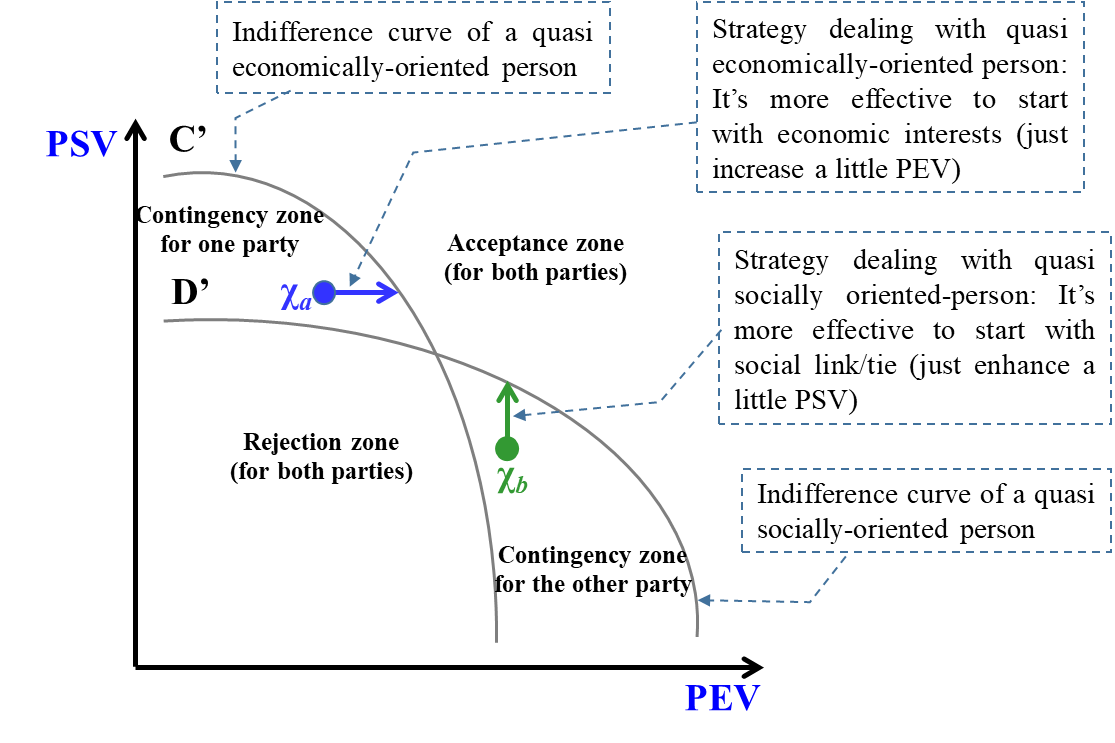 Indifference curve of a quasi
economically-oriented person
Strategy dealing with quasi
economically-oriented person:
It’s more effective to start
with economic interests (just
increase a little PEV)
PSV
C’
Contingency zone
for one party
Acceptance zone
(for both parties)
D’
χa
Strategy dealing with quasi
socially oriented-person: It’s
more effective to start with
social link/tie (just enhance a
little PSV)
Rejection zone
(for both parties)
χb
Indifference curve of a quasi
socially-oriented person
Contingency zone
for the other party
PEV